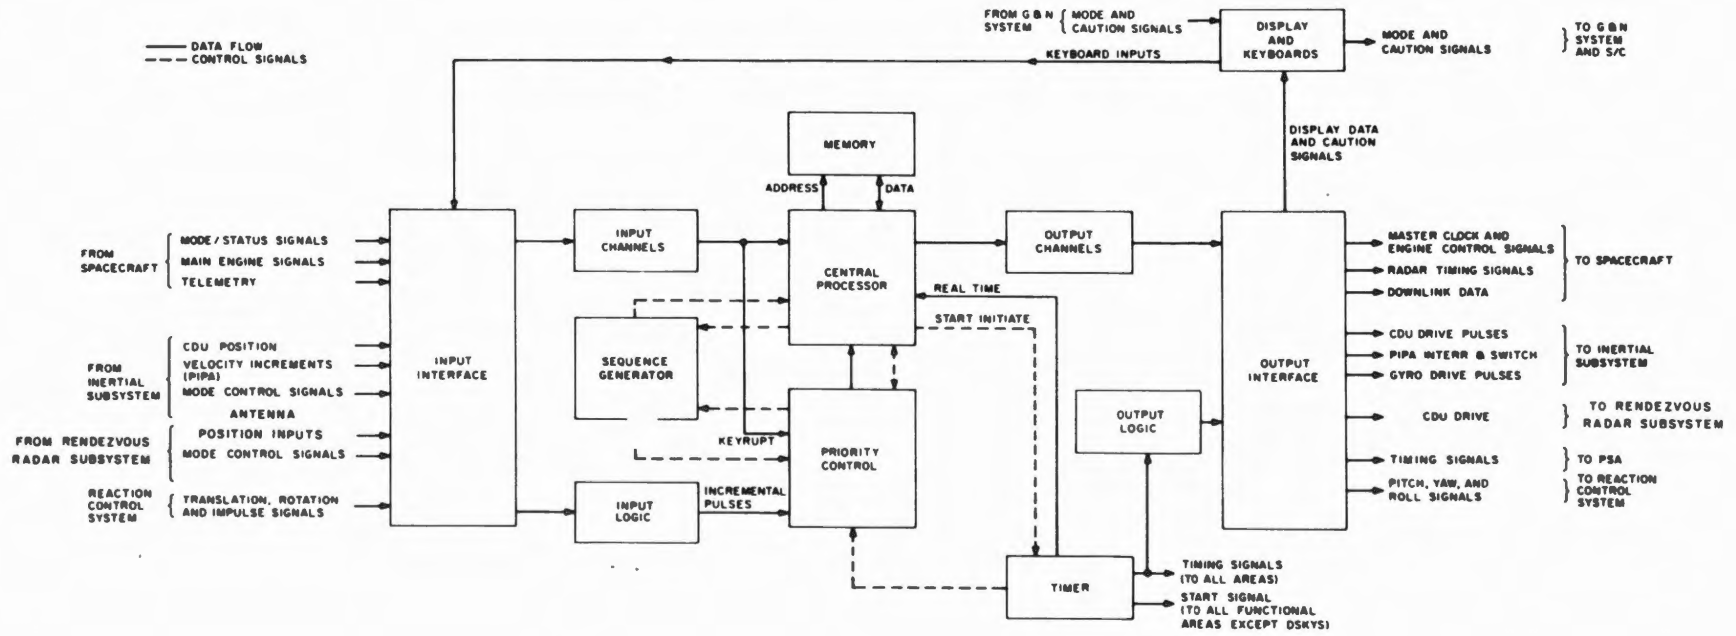 DATA FLOW
CONTROL SIGNALS
FROM G & N
SYSTEM
MODE AND
CAUTION SIGNALS
DISPLAY
AND
KEYBOARDS
MODE AND
CAUTION SIGNALS
TO G & N
SYSTEM
AND S/C
KEYBOARD INPUTS
DISPLAY DATA
AND CAUTION
SIGNALS
MEMORY
ADDRESS
DATA
FROM
SPACECRAFT
MODE/STATUS SIGNALS
MAIN ENGINE SIGNALS
TELEMETRY
FROM
INERTIAL
SUBSYSTEM
CDU POSITION
VELOCITY INCREMENTS
(PIPA)
MODE CONTROL SIGNALS
ANTENNA
POSITION INPUTS
MODE CONTROL SIGNALS
FROM RENDEZVOUS
RADAR SUBSYSTEM
REACTION
CONTROL
SYSTEM
TRANSLATION, ROTATION
AND IMPULSE SIGNALS
INPUT
INTERFACE
INPUT
CHANNELS
SEQUENCE
GENERATOR
KEYRUPT
INPUT
LOGIC
INCREMENTAL
PULSES
CENTRAL
PROCESSOR
PRIORITY
CONTROL
REAL TIME
START INITIATE
OUTPUT
CHANNELS
OUTPUT
LOGIC
TIMER
TIMING SIGNALS
(TO ALL AREAS)
START SIGNAL
(TO ALL FUNCTIONAL
AREAS EXCEPT DSKYS)
OUTPUT
INTERFACE
MASTER CLOCK AND
ENGINE CONTROL SIGNALS
RADAR TIMING SIGNALS
DOWNLINK DATA
TO SPACECRAFT
CDU DRIVE PULSES
PIPA INTERR & SWITCH
GYRO DRIVE PULSES
TO INERTIAL
SUBSYSTEM
CDU DRIVE
TO RENDEZVOUS
RADAR SUBSYSTEM
TIMING SIGNALS
TO PSA
PITCH, YAW, AND
ROLL SIGNALS
TO REACTION
CONTROL
SYSTEM